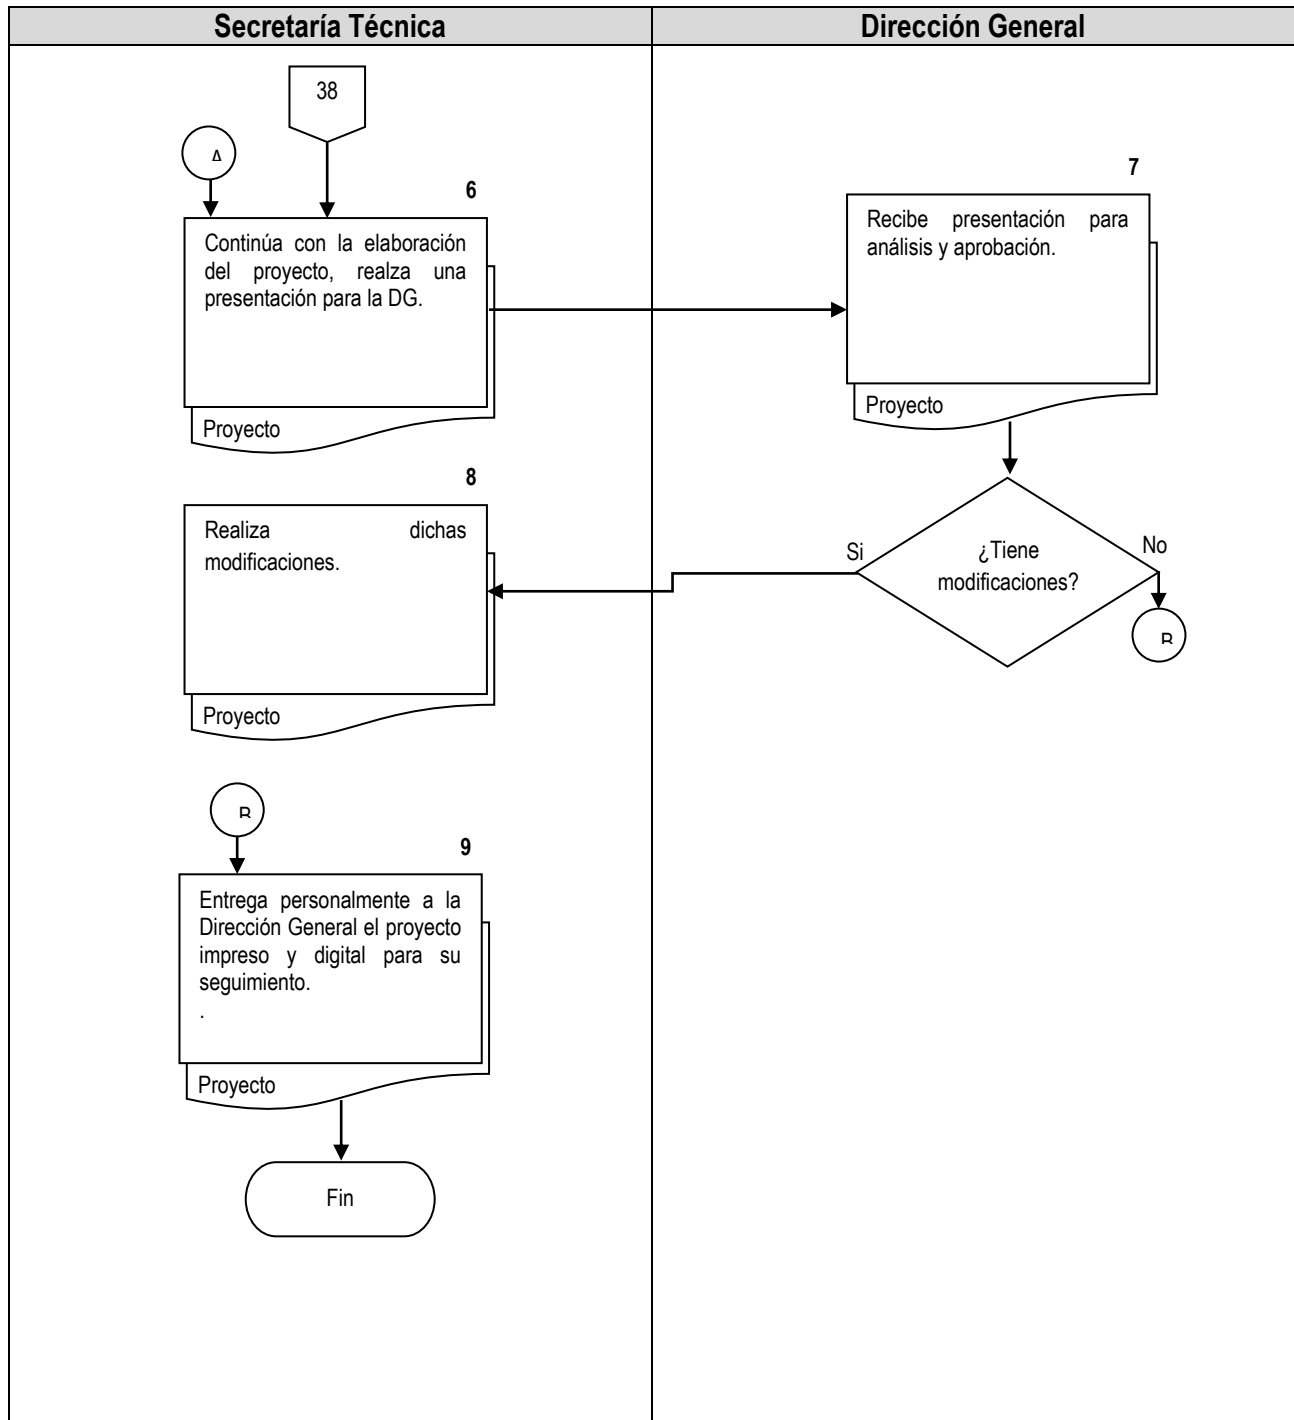 Secretaría Técnica
Dirección General
38
A
6
Continúa con la elaboración
del proyecto, realza una
presentación para la DG.
Proyecto
7
Recibe presentación para
análisis y aprobación.
Proyecto
¿Tiene
modificaciones?
Si
No
B
8
Realiza dichas
modificaciones.
Proyecto
B
9
Entrega personalmente a la
Dirección General el proyecto
impreso y digital para su
seguimiento.
.
Proyecto
Fin